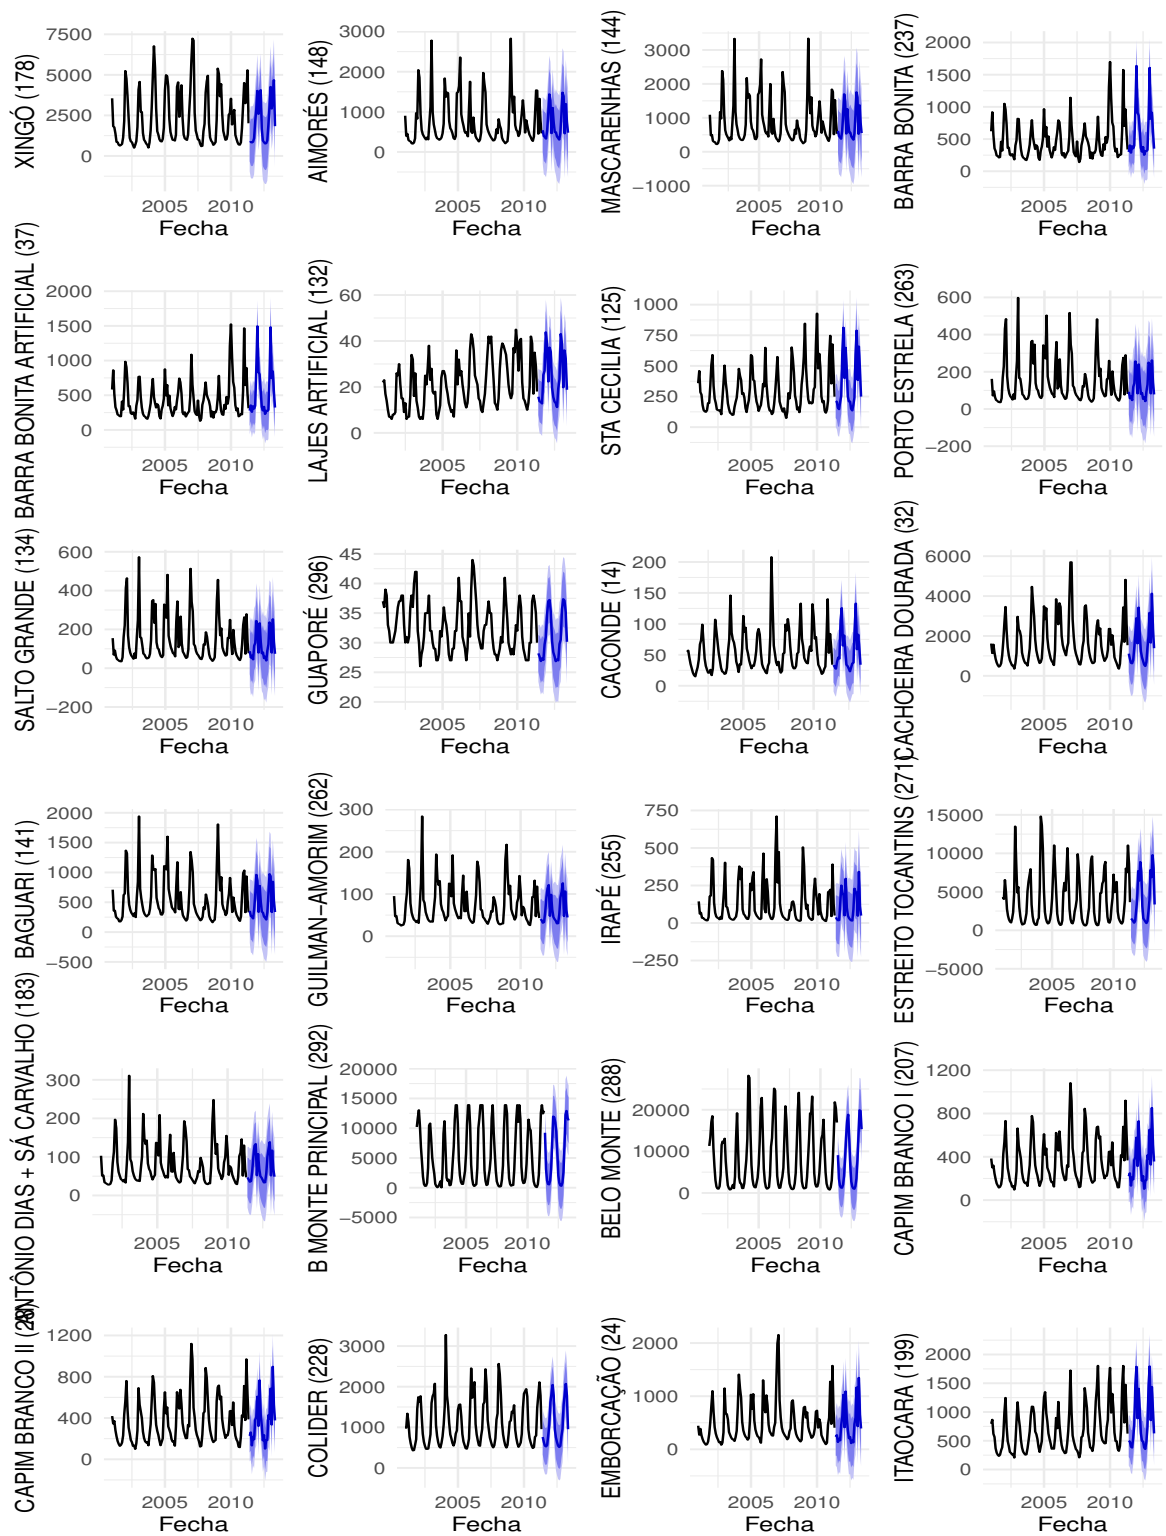 XINGÓ (178)
7500
5000
2500
0
2005 2010
Fecha
AIMORÉS (148)
3000
2000
1000
0
2005 2010
Fecha
MASCARENHAS (144)
3000
2000
1000
0
−1000
2005 2010
Fecha
BARRA BONITA (237)
2000
1500
1000
500
0
2005 2010
Fecha
BARRA BONITA ARTIFICIAL (37)
2000
1500
1000
500
0
2005 2010
Fecha
LAJES ARTIFICIAL (132)
60
40
20
0
2005 2010
Fecha
STA CECILIA (125)
1000
750
500
250
0
2005 2010
Fecha
PORTO ESTRELA (263)
600
400
200
0
−200
2005 2010
Fecha
SALTO GRANDE (134)
600
400
200
0
−200
2005 2010
Fecha
GUAPORÉ (296)
45
40
35
30
25
20
2005 2010
Fecha
CACONDE (14)
200
150
100
50
0
2005 2010
Fecha
CACHOEIRA DOURADA (32)
6000
4000
2000
0
2005 2010
Fecha
BAGUARI (141)
2000
1500
1000
500
0
−500
2005 2010
Fecha
GUILMAN−AMORIM (262)
300
200
100
0
2005 2010
Fecha
IRAPÉ (255)
750
500
250
0
−250
2005 2010
Fecha
ESTREITO TOCANTINS (271)
15000
10000
5000
0
−5000
2005 2010
Fecha
ANTÔNIO DIAS + SÁ CARVALHO (183)
300
200
100
0
2005 2010
Fecha
B MONTE PRINCIPAL (292)
20000
15000
10000
5000
0
−5000
2005 2010
Fecha
BELO MONTE (288)
20000
10000
0
2005 2010
Fecha
CAPIM BRANCO I (207)
1200
800
400
0
2005 2010
Fecha
CAPIM BRANCO II (28)
1200
800
400
0
2005 2010
Fecha
COLIDER (228)
3000
2000
1000
0
2005 2010
Fecha
EMBORCAÇÃO (24)
2000
1000
0
2005 2010
Fecha
ITAOCARA (199)
2000
1500
1000
500
0
2005 2010
Fecha